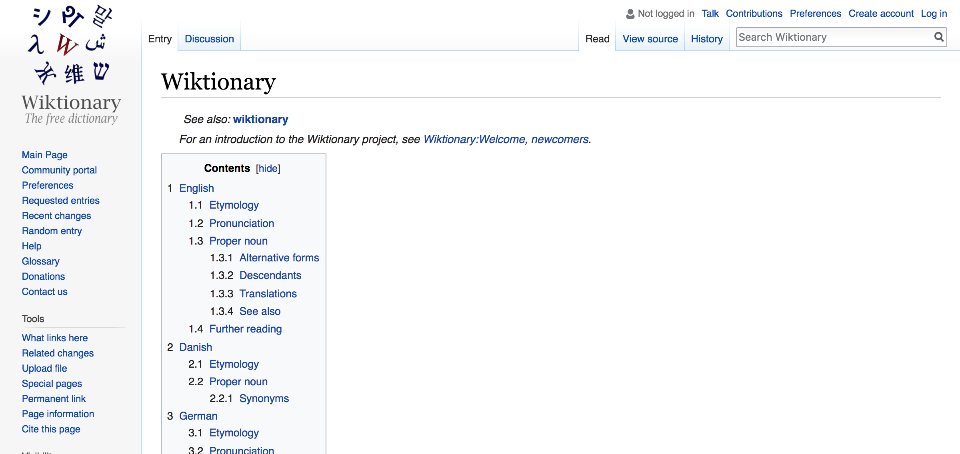 シ वि 말
λ W ش
维 ש
Wiktionary
The free dictionary
Not logged in Talk Contributions Preferences Create account Log in
Entry Discussion Read View source History Search Wiktionary
Main Page
Community portal
Preferences
Requested entries
Recent changes
Random entry
Help
Glossary
Donations
Contact us
Tools
What links here
Related changes
Upload file
Special pages
Permanent link
Page information
Cite this page
Wiktionary
See also: wiktionary
For an introduction to the Wiktionary project, see Wiktionary:Welcome, newcomers.
Contents [hide]
1 English
1.1 Etymology
1.2 Pronunciation
1.3 Proper noun
1.3.1 Alternative forms
1.3.2 Descendants
1.3.3 Translations
1.3.4 See also
1.4 Further reading
2 Danish
2.1 Etymology
2.2 Proper noun
2.2.1 Synonyms
3 German
3.1 Etymology
3.2 Pronunciation